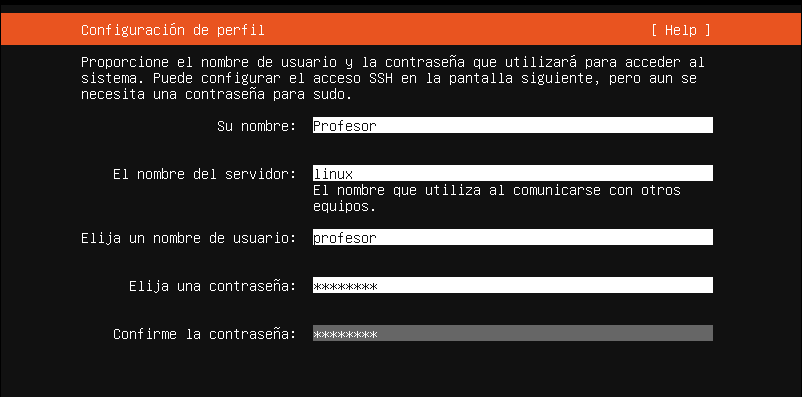 Configuración de perfil [ Help ]
Proporcione el nombre de usuario y la contraseña que utilizará para acceder al
sistema. Puede configurar el acceso SSH en la pantalla siguiente, pero aun se
necesita una contraseña para sudo.
Su nombre: Profesor
El nombre del servidor: linux
El nombre que utiliza al comunicarse con otros
equipos.
Elija un nombre de usuario: profesor
Elija una contraseña: ********
Confirme la contraseña: ********